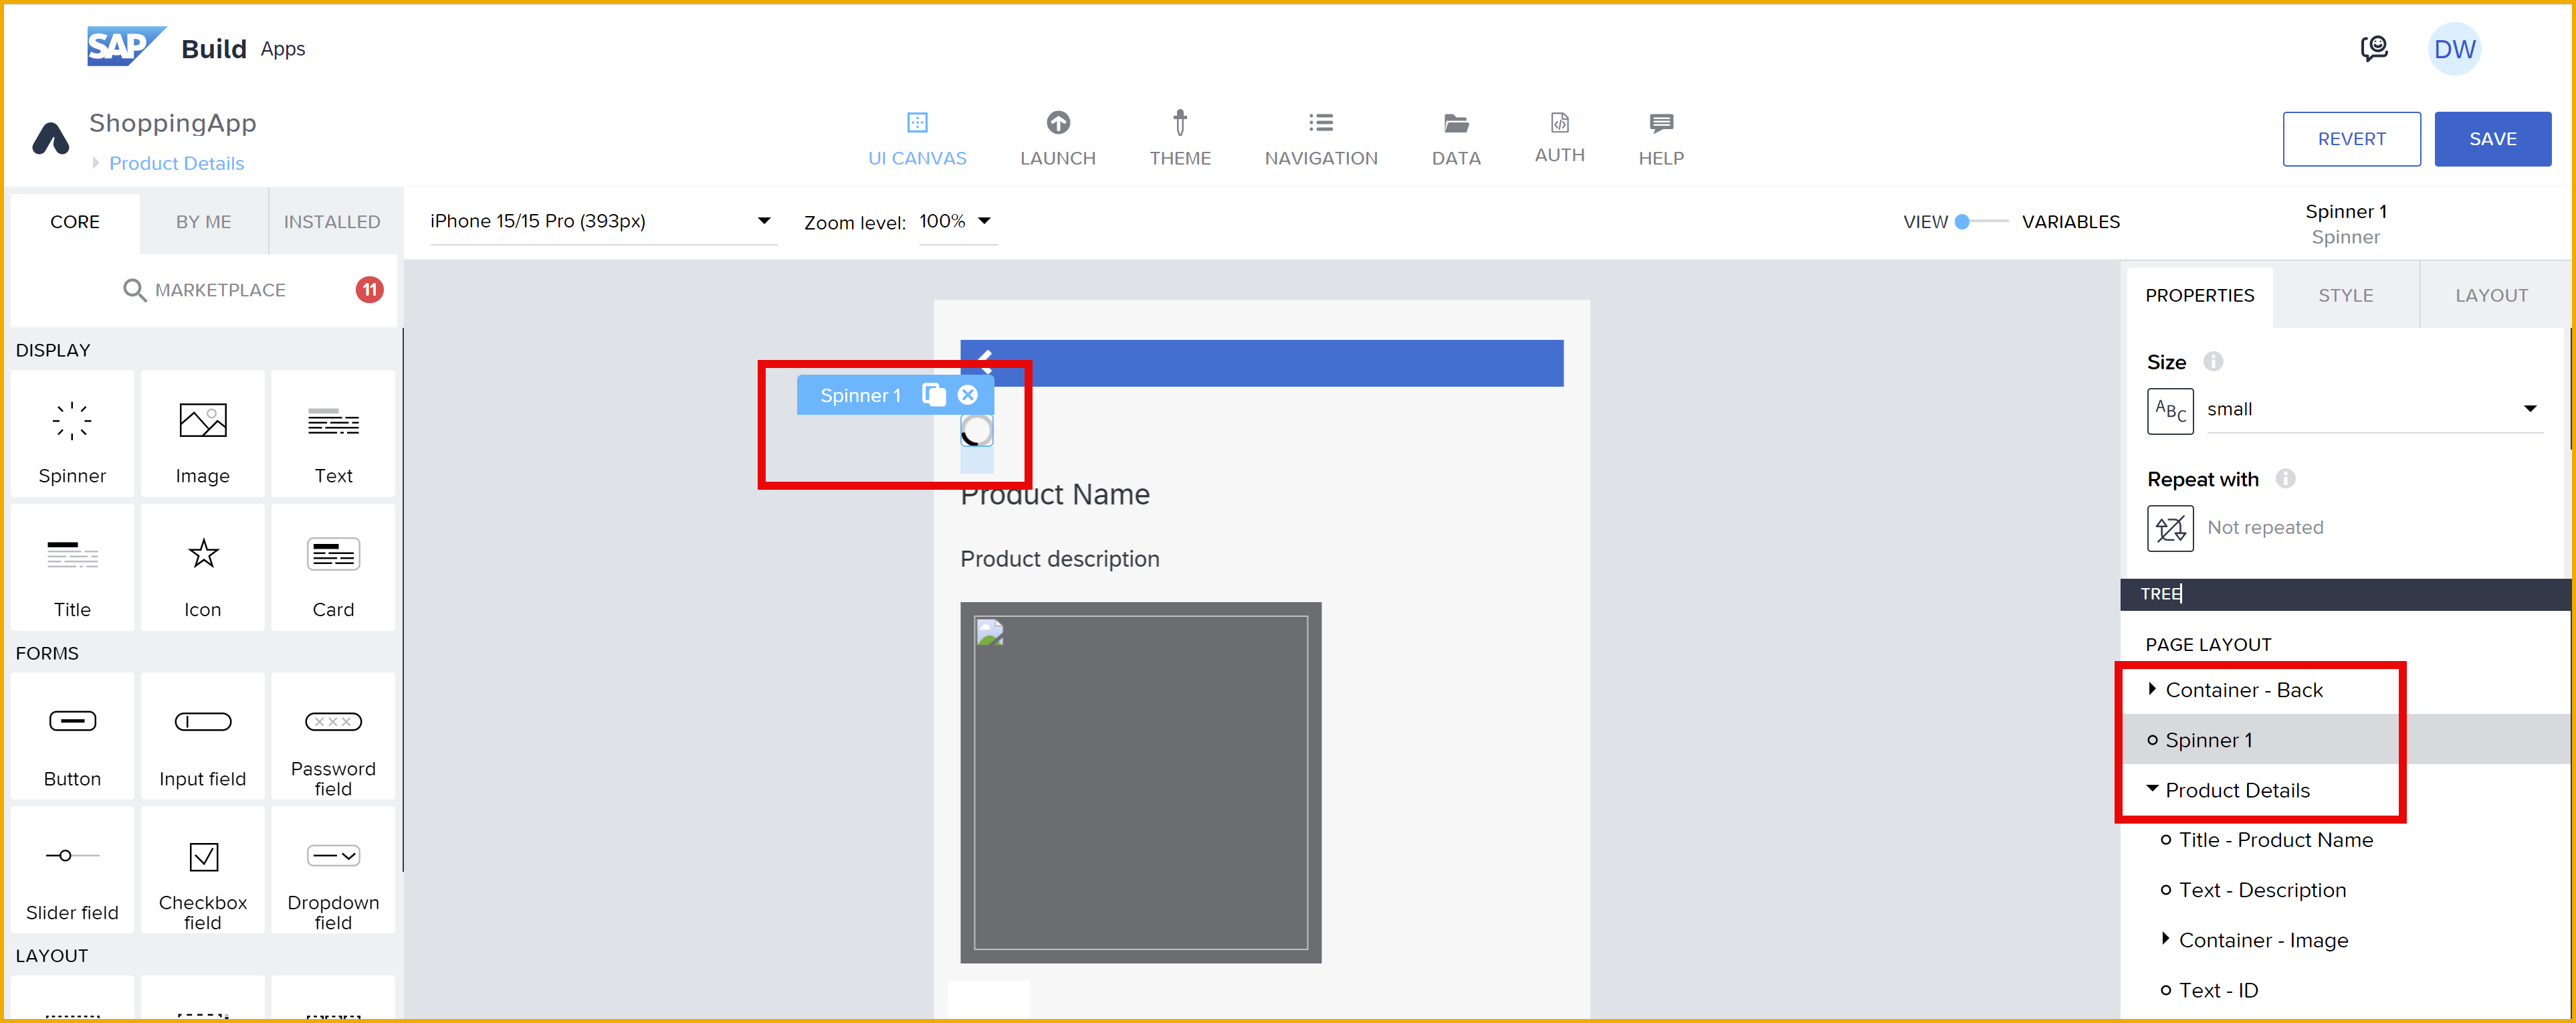 SAP Build Apps
DW
ShoppingApp
Product Details
UI CANVAS
LAUNCH
THEME
NAVIGATION
DATA
AUTH
HELP
REVERT
SAVE
CORE
BY ME
INSTALLED
iPhone 15/15 Pro (393px)
Zoom level: 100%
VIEW
VARIABLES
Spinner 1
Spinner
MARKETPLACE
11
PROPERTIES
STYLE
LAYOUT
DISPLAY
Spinner
Image
Text
Title
Icon
Card
FORMS
Button
Input field
Password
field
Slider field
Checkbox
field
Dropdown
field
LAYOUT
Spinner 1
Product Name
Product description
Size
ABC
small
Repeat with
Not repeated
TREE
PAGE LAYOUT
Container - Back
Spinner 1
Product Details
Title - Product Name
Text - Description
Container - Image
Text - ID